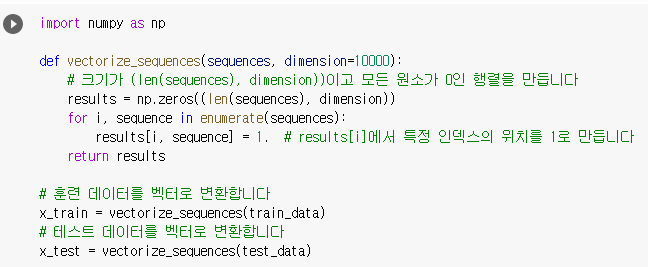 import numpy as np
def vectorize_sequences(sequences, dimension=10000):
# 크기가 (len(sequences), dimension))이고 모든 원소가 0인 행렬을 만듭니다
results = np.zeros((len(sequences), dimension))
for i, sequence in enumerate(sequences):
results[i, sequence] = 1. # results[i]에서 특정 인덱스의 위치를 1로 만듭니다
return results
# 훈련 데이터를 벡터로 변환합니다
x_train = vectorize_sequences(train_data)
# 테스트 데이터를 벡터로 변환합니다
x_test = vectorize_sequences(test_data)